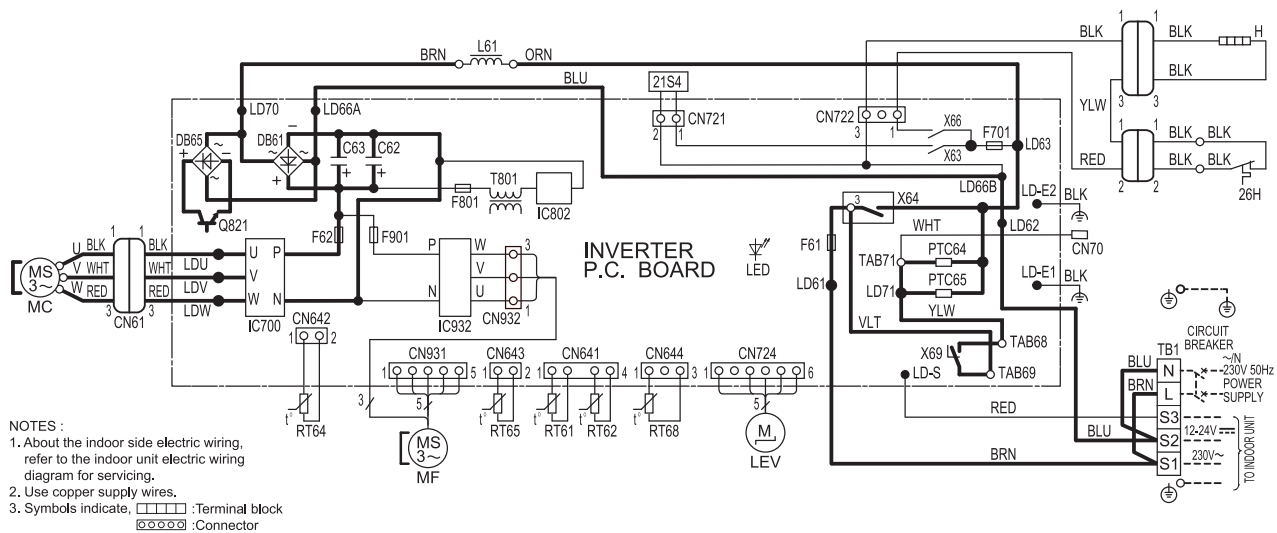 BRN L61 ORN
BLU
21S4
1 1
BLK BLK H
BLK
3 3
YLW
1 1
BLK BLK
RED BLK BLK
2 2
26H
LD70 LD66A
DB65 DB61
+ ~ − ~
− ~ ~ ~
+
C63 C62
+ +
Q821
CN721
2 1
CN722
3 1
X66
X63
F701
LD63
T801
F801
IC802
F62 F901
LD66B
LD-E2 BLK
LD62
3 X64
WHT
CN70
F61
TAB71
PTC64
PTC65
LD71
LD61
YLW
LD-E1 BLK
VLT
X69
TAB68
TAB69
LD-S
INVERTER
P.C. BOARD
LED
1 1
U BLK BLK
V WHT WHT
W RED RED
3 3
MS
3~
MC
CN61
LDU
LDV
LDW
U P
V
W N
IC700
P W
V
N U
IC932
3
1
CN932
CN642
1 2
RT64
CN931
1 5
3 5
MS
3~
MF
CN643
1 2
t° RT65
CN641
1 4
t° RT61
t° RT62
CN644
1 3
t° RT68
CN724
1 6
5
M
LEV
t°
RED
BLU
BRN
CIRCUIT
BREAKER
TB1
BLU N
BRN L
S3
S2
S1
~/N
230V 50Hz
POWER
SUPPLY
12-24V
230V~
TO INDOOR UNIT
NOTES :
1. About the indoor side electric wiring,
refer to the indoor unit electric wiring
diagram for servicing.
2. Use copper supply wires.
3. Symbols indicate, :Terminal block
:Connector